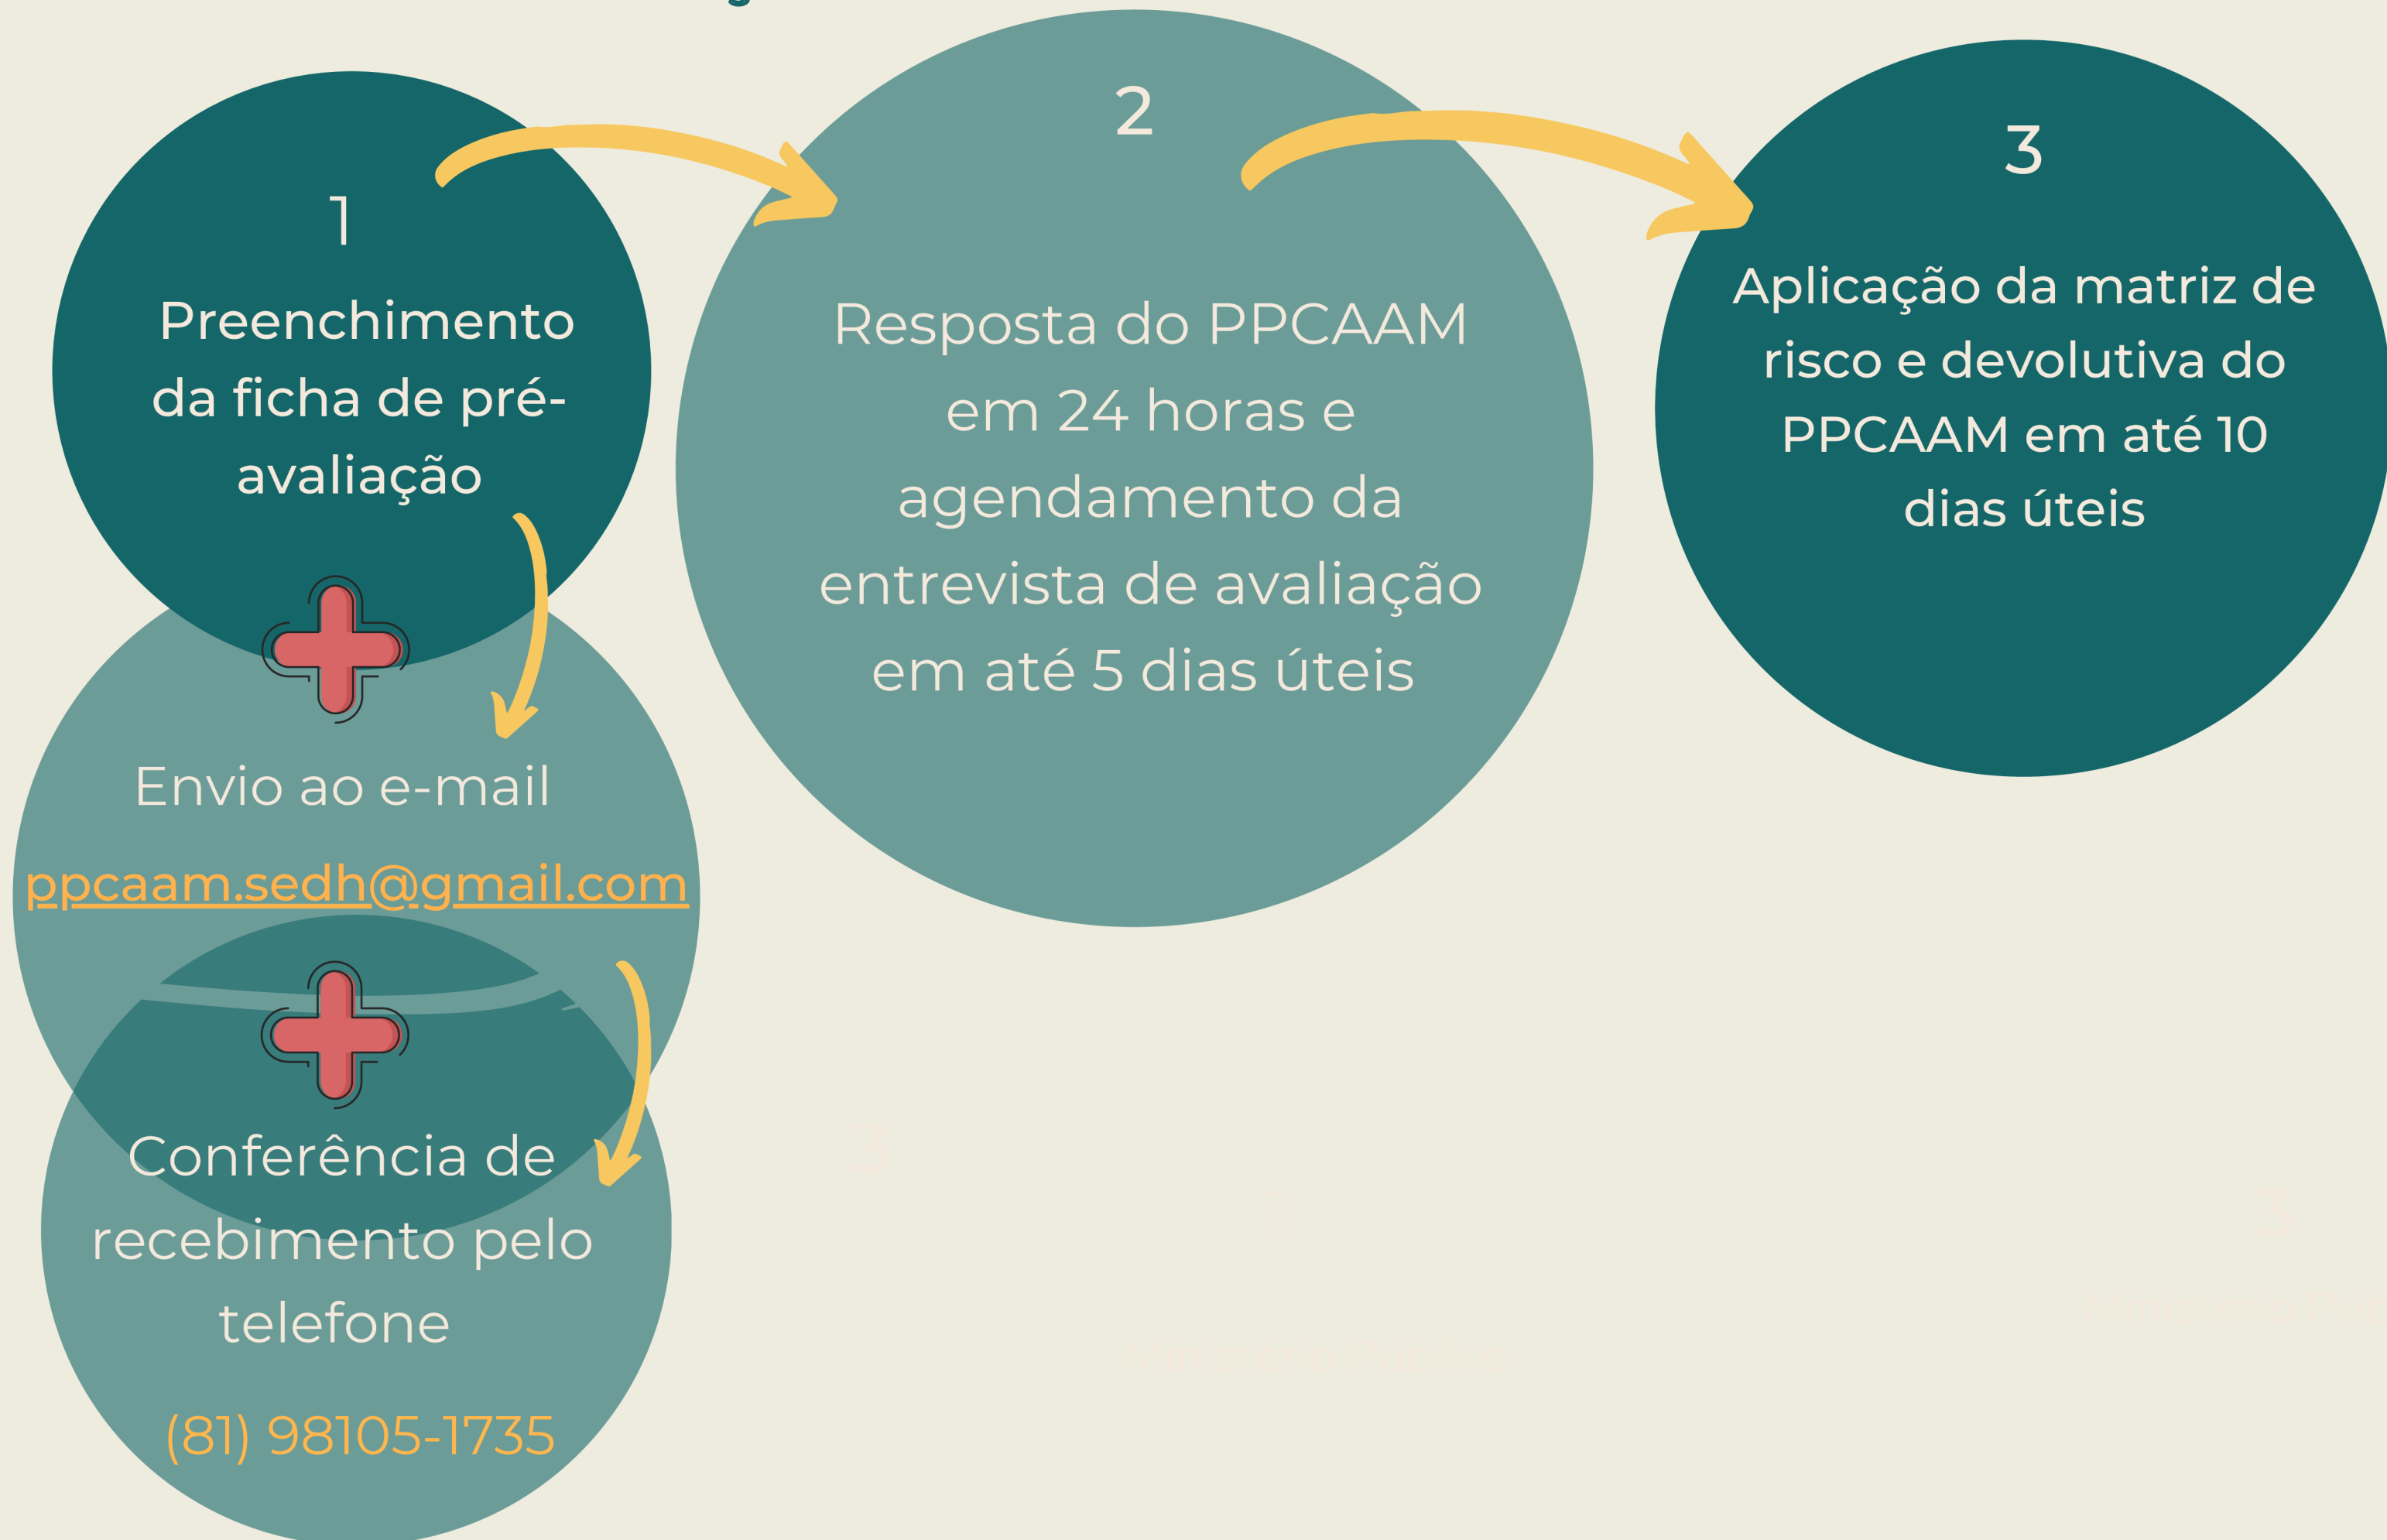 1
Preenchimento
da ficha de pré-
avaliação
Envio ao e-mail
ppcaam.sedh@gmail.com
Conferência de
recebimento pelo
telefone
(81) 98105-1735
2
Resposta do PPCAAM
em 24 horas e
agendamento da
entrevista de avaliação
em até 5 dias úteis
3
Aplicação da matriz de
risco e devolutiva do
PPCAAM em até 10
dias úteis